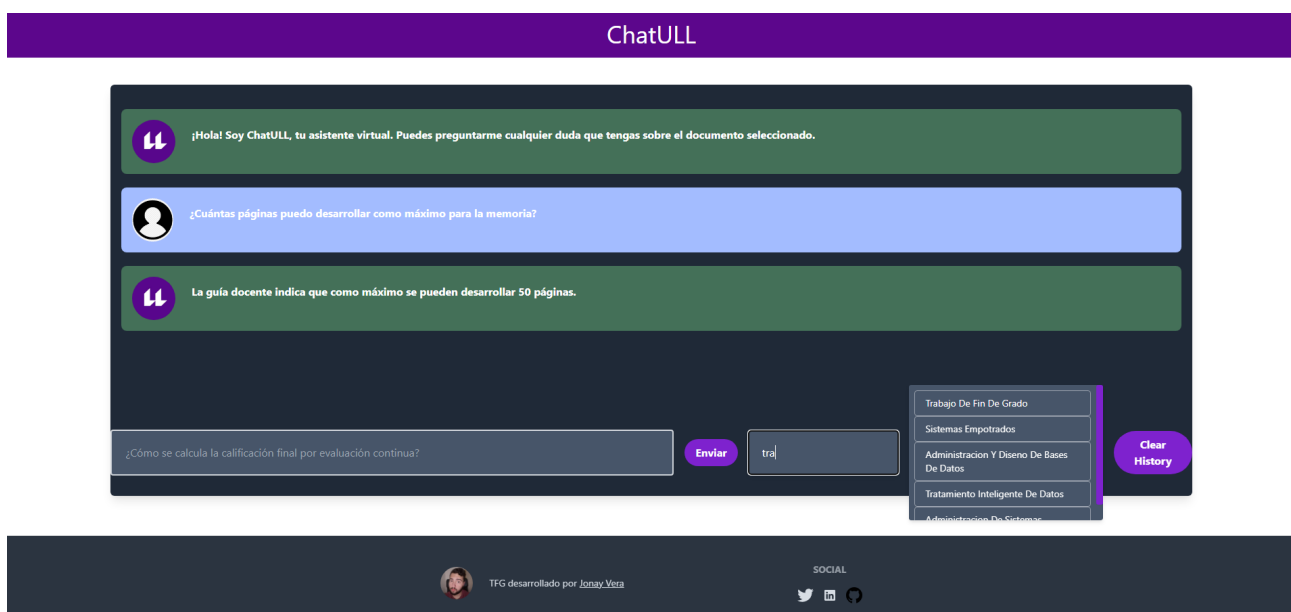 ChatULL
¡Hola! Soy ChatULL, tu asistente virtual. Puedes preguntarme cualquier duda que tengas sobre el documento seleccionado.
¿Cuántas páginas puedo desarrollar como máximo para la memoria?
La guía docente indica que como máximo se pueden desarrollar 50 páginas.
¿Cómo se calcula la calificación final por evaluación continua?
Enviar
tra
Trabajo De Fin De Grado
Sistemas Empotrados
Administracion Y Diseno De Bases
De Datos
Tratamiento Inteligente De Datos
Administracion De Sistemas
Clear
History
TFG desarrollado por Jonay Vera
SOCIAL